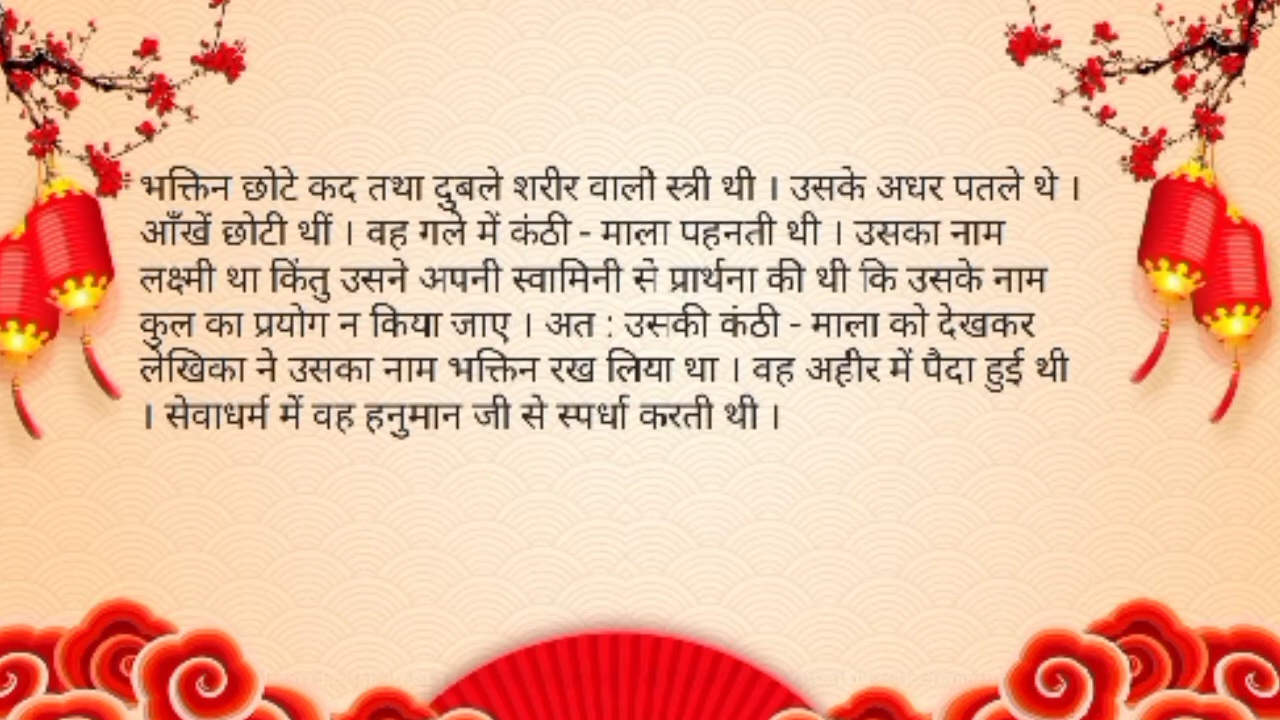 भक्तिन छोटे कद तथा दुबले शरीर वाली स्त्री थी । उसके अधर पतले थे ।
आँखें छोटी थीं । वह गले में कंठी - माला पहनती थी । उसका नाम
लक्ष्मी था किंतु उसने अपनी स्वामिनी से प्रार्थना की थी कि उसके नाम
कुल का प्रयोग न किया जाए । अत : उसकी कंठी - माला को देखकर
लेखिका ने उसका नाम भक्तिन रख लिया था । वह अहीर में पैदा हुई थी
। सेवाधर्म में वह हनुमान जी से स्पर्धा करती थी ।